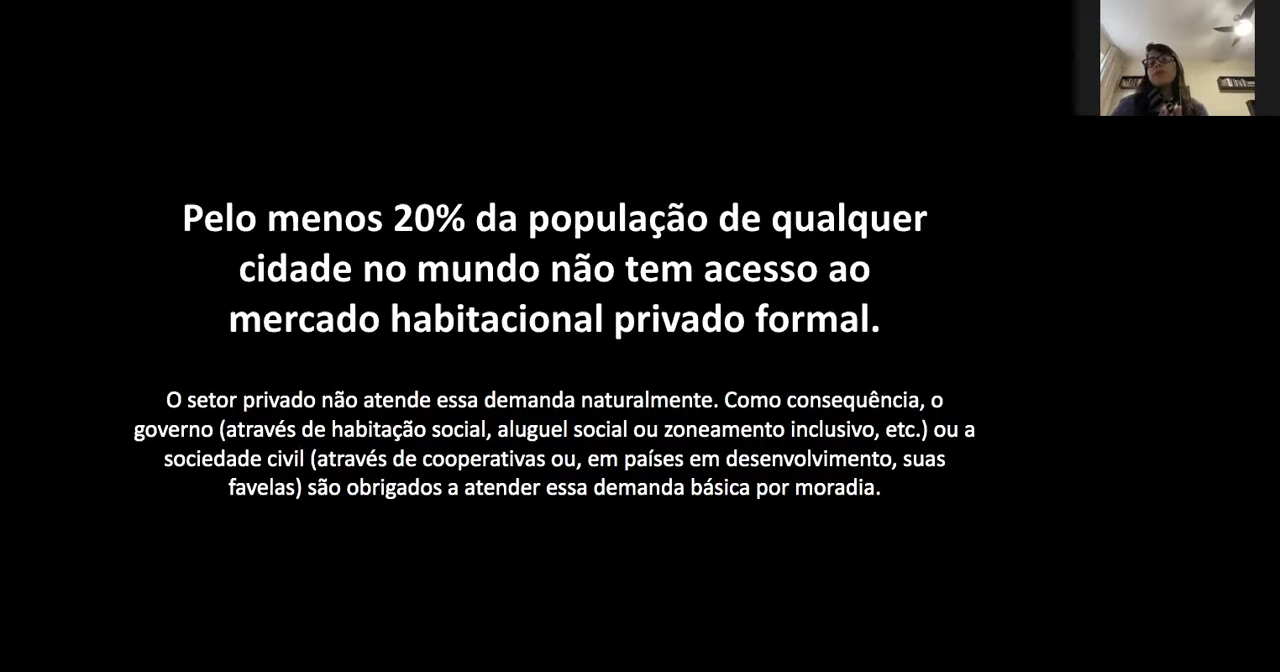 Pelo menos 20% da população de qualquer
cidade no mundo não tem acesso ao
mercado habitacional privado formal.
O setor privado não atende essa demanda naturalmente. Como consequência, o
governo (através de habitação social, aluguel social ou zoneamento inclusivo, etc.) ou a
sociedade civil (através de cooperativas ou, em países em desenvolvimento, suas
favelas) são obrigados a atender essa demanda básica por moradia.